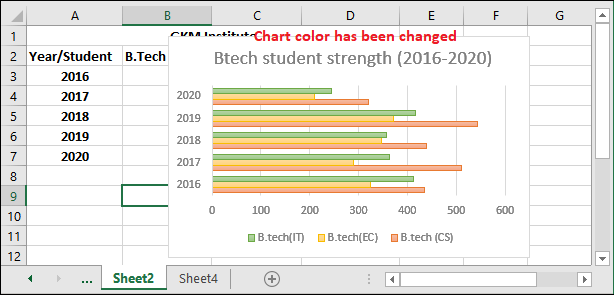 A B C D E F G
1 GKM Institute Chart color has been changed
2 Year/Student B.Tech Btech student strength (2016-2020)
3 2016
4 2017
5 2018
6 2019
7 2020
8
9
10
11
12
2020
2019
2018
2017
2016
0 100 200 300 400 500 600
B.tech(IT) B.tech(EC) B.tech (CS)
... Sheet2 Sheet4